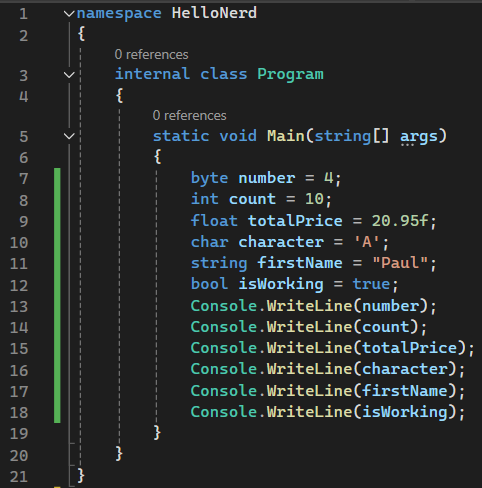 1 namespace HelloNerd
2 {
0 references
3 internal class Program
4 {
0 references
5 static void Main(string[] args)
6 {
7 byte number = 4;
8 int count = 10;
9 float totalPrice = 20.95f;
10 char character = 'A';
11 string firstName = "Paul";
12 bool isWorking = true;
13 Console.WriteLine(number);
14 Console.WriteLine(count);
15 Console.WriteLine(totalPrice);
16 Console.WriteLine(character);
17 Console.WriteLine(firstName);
18 Console.WriteLine(isWorking);
19 }
20 }
21 }